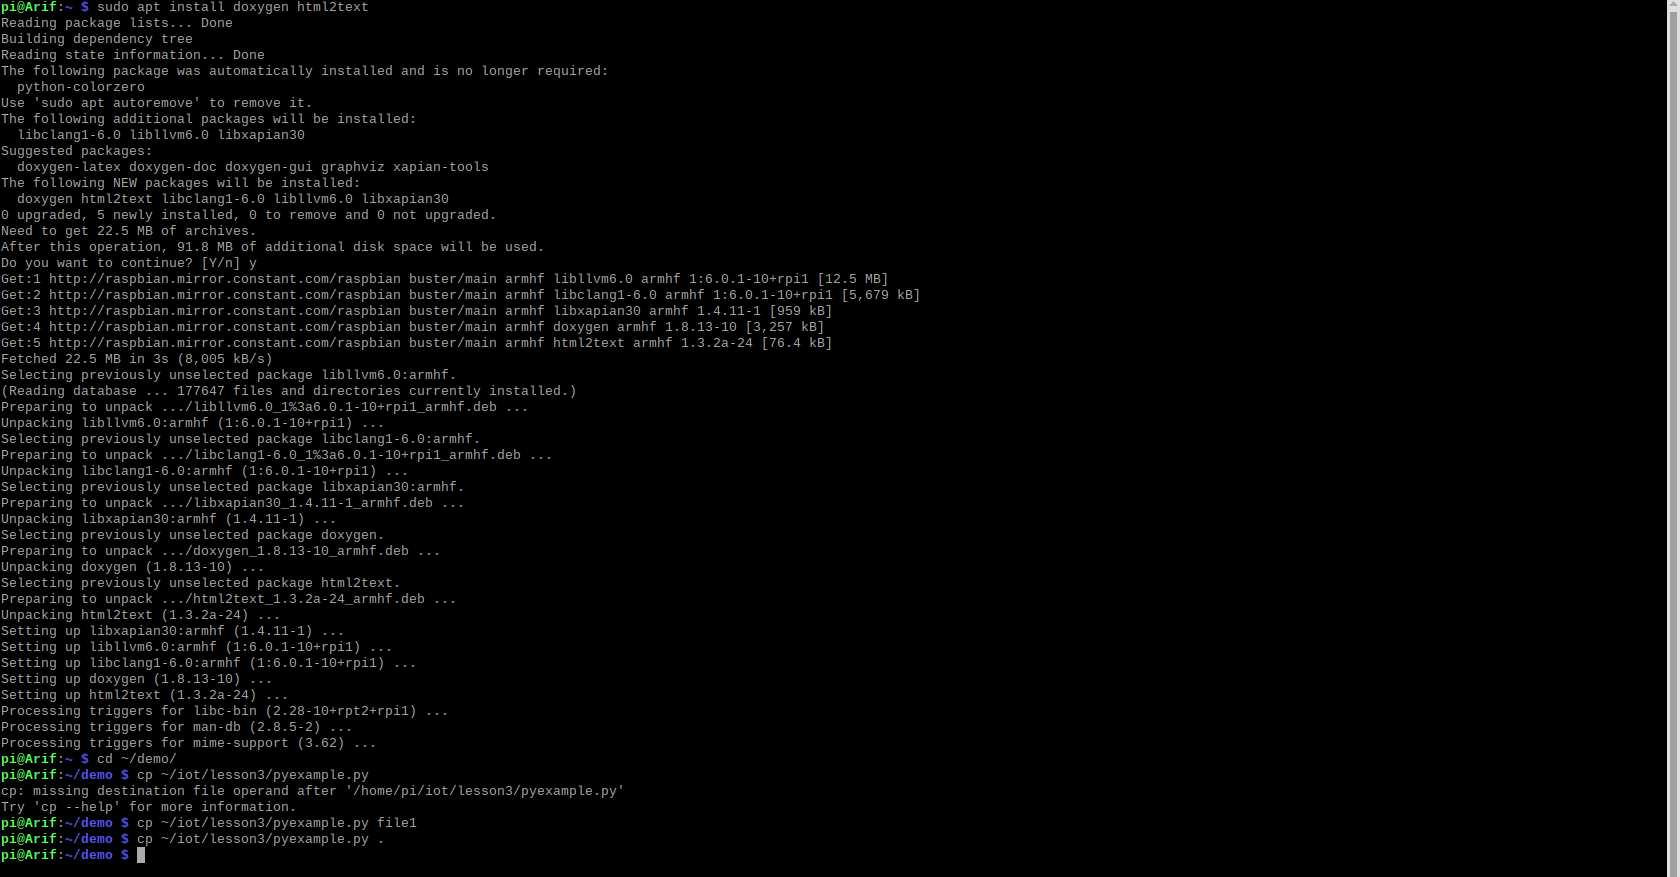 pi@Arif:~ $ sudo apt install doxygen html2text
Reading package lists... Done
Building dependency tree
Reading state information... Done
The following package was automatically installed and is no longer required:
  python-colorzero
Use 'sudo apt autoremove' to remove it.
The following additional packages will be installed:
  libclang1-6.0 libllvm6.0 libxapian30
Suggested packages:
  doxygen-latex doxygen-doc doxygen-gui graphviz xapian-tools
The following NEW packages will be installed:
  doxygen html2text libclang1-6.0 libllvm6.0 libxapian30
0 upgraded, 5 newly installed, 0 to remove and 0 not upgraded.
Need to get 22.5 MB of archives.
After this operation, 91.8 MB of additional disk space will be used.
Do you want to continue? [Y/n] y
Get:1 http://raspbian.mirror.constant.com/raspbian buster/main armhf libllvm6.0 armhf 1:6.0.1-10+rpi1 [12.5 MB]
Get:2 http://raspbian.mirror.constant.com/raspbian buster/main armhf libclang1-6.0 armhf 1:6.0.1-10+rpi1 [5,679 kB]
Get:3 http://raspbian.mirror.constant.com/raspbian buster/main armhf libxapian30 armhf 1.4.11-1 [959 kB]
Get:4 http://raspbian.mirror.constant.com/raspbian buster/main armhf doxygen armhf 1.8.13-10 [3,257 kB]
Get:5 http://raspbian.mirror.constant.com/raspbian buster/main armhf html2text armhf 1.3.2a-24 [76.4 kB]
Fetched 22.5 MB in 3s (8,005 kB/s)
Selecting previously unselected package libllvm6.0:armhf.
(Reading database ... 177647 files and directories currently installed.)
Preparing to unpack .../libllvm6.0_1%3a6.0.1-10+rpi1_armhf.deb ...
Unpacking libllvm6.0:armhf (1:6.0.1-10+rpi1) ...
Selecting previously unselected package libclang1-6.0:armhf.
Preparing to unpack .../libclang1-6.0_1%3a6.0.1-10+rpi1_armhf.deb ...
Unpacking libclang1-6.0:armhf (1:6.0.1-10+rpi1) ...
Selecting previously unselected package libxapian30:armhf.
Preparing to unpack .../libxapian30_1.4.11-1_armhf.deb ...
Unpacking libxapian30:armhf (1.4.11-1) ...
Selecting previously unselected package doxygen.
Preparing to unpack .../doxygen_1.8.13-10_armhf.deb ...
Unpacking doxygen (1.8.13-10) ...
Selecting previously unselected package html2text.
Preparing to unpack .../html2text_1.3.2a-24_armhf.deb ...
Unpacking html2text (1.3.2a-24) ...
Setting up libxapian30:armhf (1.4.11-1) ...
Setting up libllvm6.0:armhf (1:6.0.1-10+rpi1) ...
Setting up libclang1-6.0:armhf (1:6.0.1-10+rpi1) ...
Setting up doxygen (1.8.13-10) ...
Setting up html2text (1.3.2a-24) ...
Processing triggers for libc-bin (2.28-10+rpt2+rpi1) ...
Processing triggers for man-db (2.8.5-2) ...
Processing triggers for mime-support (3.62) ...
pi@Arif:~ $ cd ~/demo/
pi@Arif:~/demo $ cp ~/iot/lesson3/pyexample.py
cp: missing destination file operand after '/home/pi/iot/lesson3/pyexample.py'
Try 'cp --help' for more information.
pi@Arif:~/demo $ cp ~/iot/lesson3/pyexample.py file1
pi@Arif:~/demo $ cp ~/iot/lesson3/pyexample.py .
pi@Arif:~/demo $